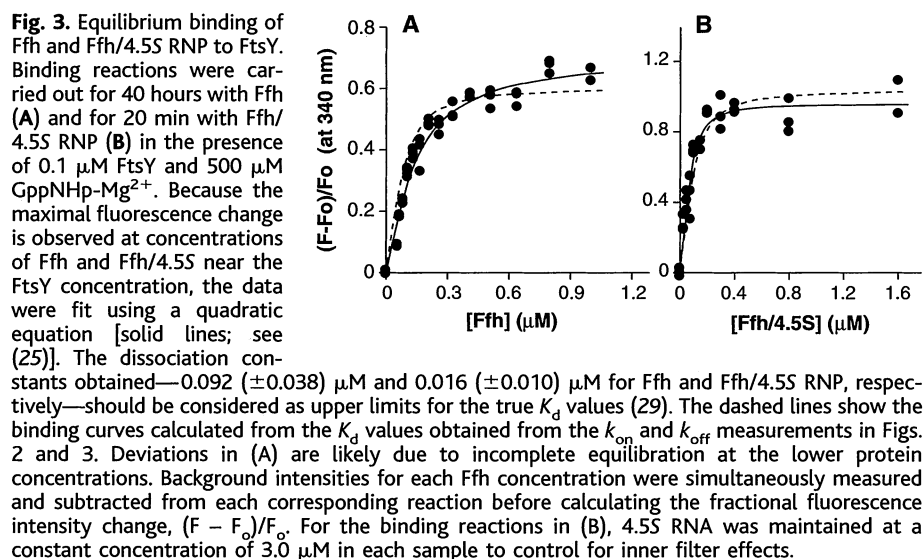 Fig. 3. Equilibrium binding of
Ffh and Ffh/4.5S RNP to FtsY.
Binding reactions were car-
ried out for 40 hours with Ffh
(A) and for 20 min with Ffh/
4.5S RNP (B) in the presence
of 0.1 μM FtsY and 500 μM
GppNHp-Mg²⁺. Because the
maximal fluorescence change
is observed at concentrations
of Ffh and Ffh/4.5S near the
FtsY concentration, the data
were fit using a quadratic
equation [solid lines; see
(25)]. The dissociation con-
stants obtained—0.092 (±0.038) μM and 0.016 (±0.010) μM for Ffh and Ffh/4.5S RNP, respec-
tively—should be considered as upper limits for the true Kd values (29). The dashed lines show the
binding curves calculated from the Kd values obtained from the kon and koff measurements in Figs.
2 and 3. Deviations in (A) are likely due to incomplete equilibration at the lower protein
concentrations. Background intensities for each Ffh concentration were simultaneously measured
and subtracted from each corresponding reaction before calculating the fractional fluorescence
intensity change, (F − Fo)/Fo. For the binding reactions in (B), 4.5S RNA was maintained at a
constant concentration of 3.0 μM in each sample to control for inner filter effects.
A
(F-Fo)/Fo (at 340 nm)
0.8
0.6
0.4
0.2
0
0 0.3 0.6 0.9 1.2
[Ffh] (μM)
B
1.2
0.8
0.4
0
0 0.4 0.8 1.2 1.6
[Ffh/4.5S] (μM)